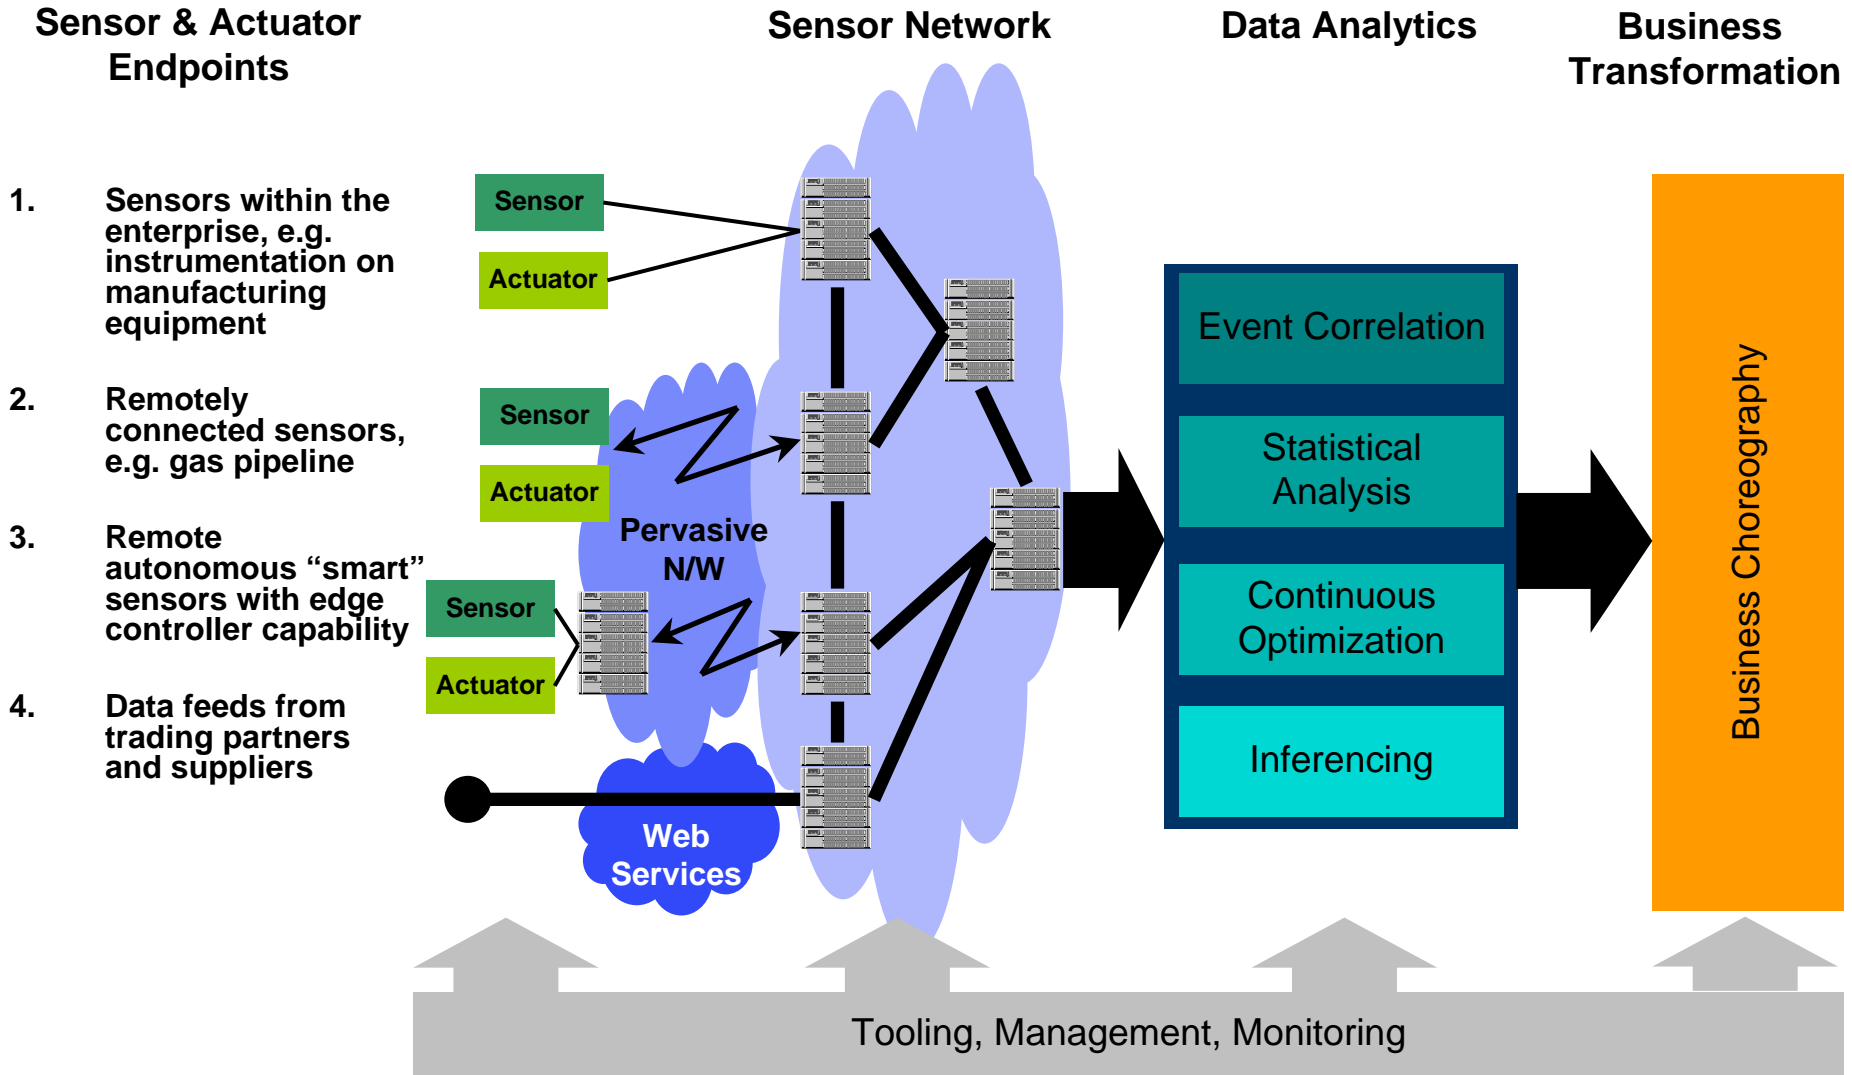 Sensor & Actuator
Endpoints
Sensor Network
Data Analytics
Business
Transformation
1. Sensors within the
enterprise, e.g.
instrumentation on
manufacturing
equipment
2. Remotely
connected sensors,
e.g. gas pipeline
3. Remote
autonomous “smart”
sensors with edge
controller capability
4. Data feeds from
trading partners
and suppliers
Sensor
Actuator
Sensor
Actuator
Pervasive
N/W
Sensor
Actuator
Web
Services
Event Correlation
Statistical
Analysis
Continuous
Optimization
Inferencing
Business Choreography
Tooling, Management, Monitoring